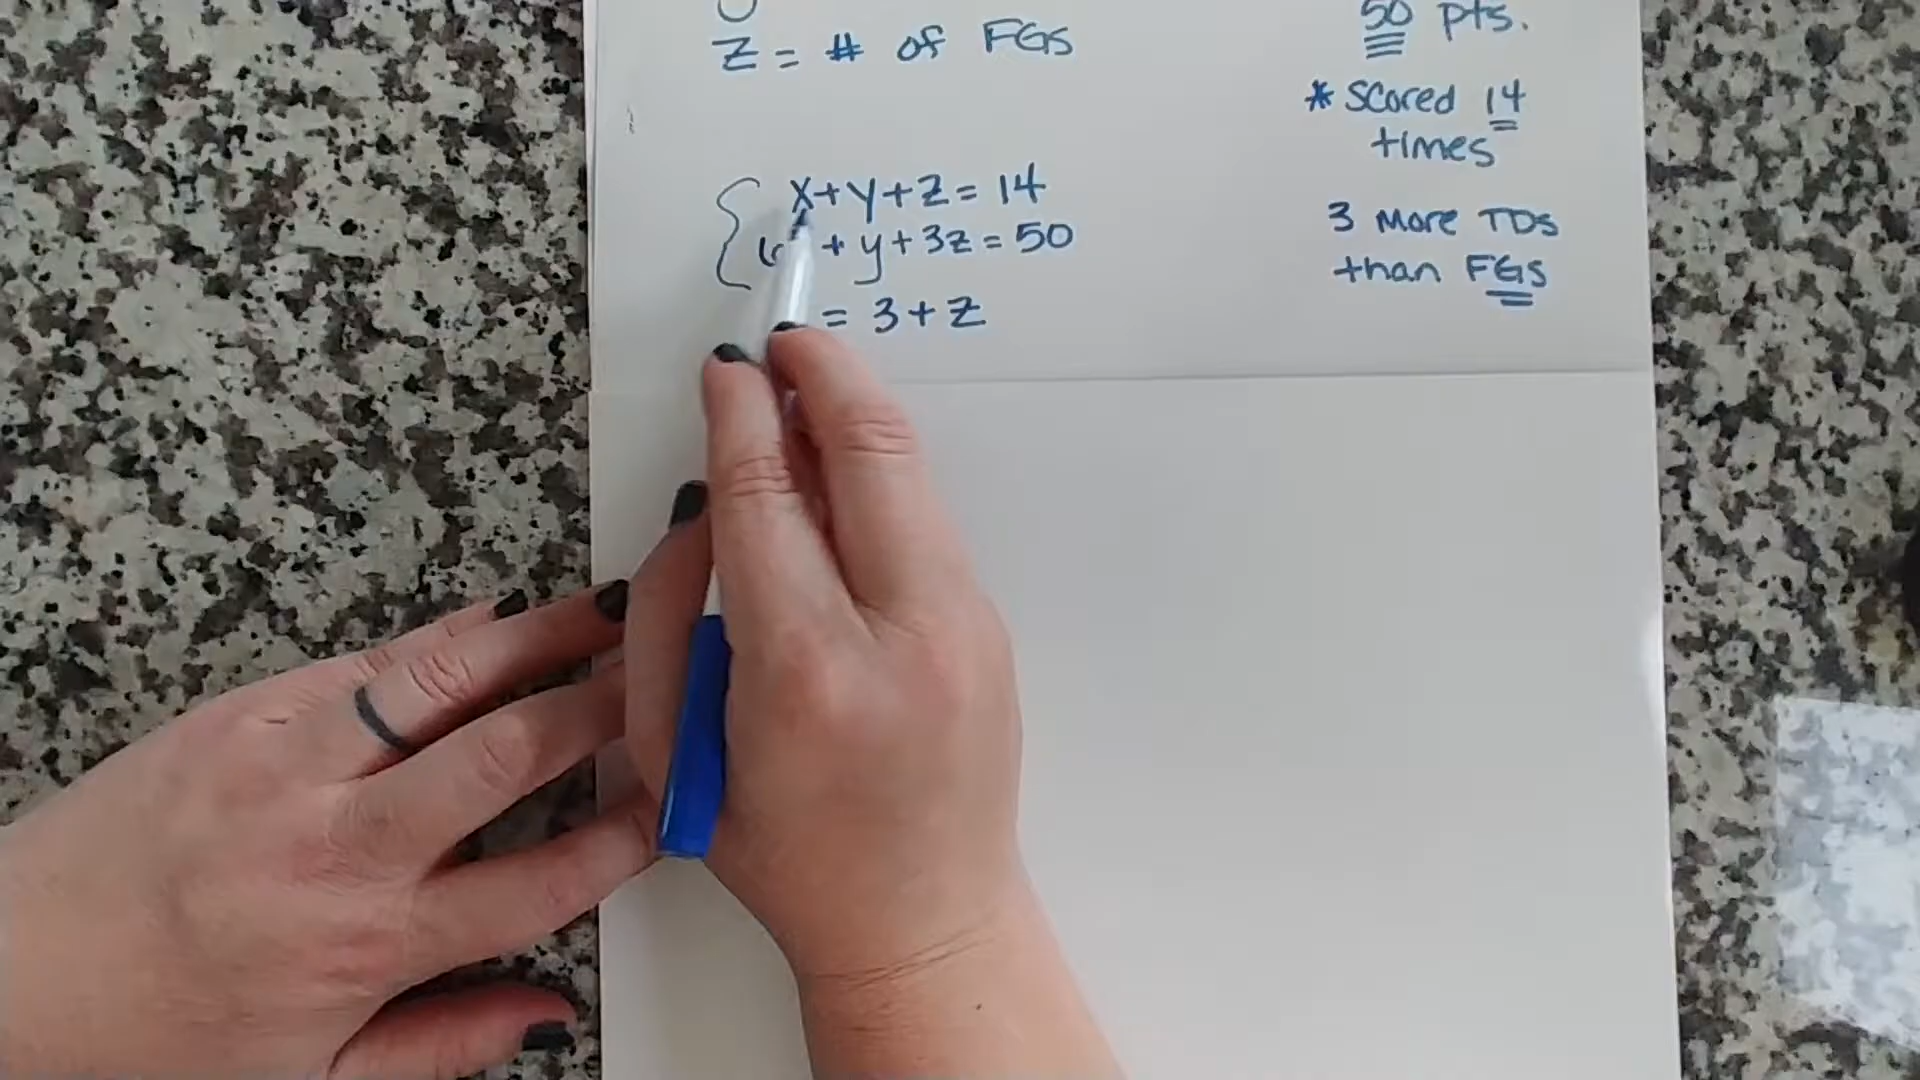 z = # of FGs
50 pts.
* Scored 14
times
3 more TDs
than FGs
x+y+z=14
+ y+3z=50
= 3+z